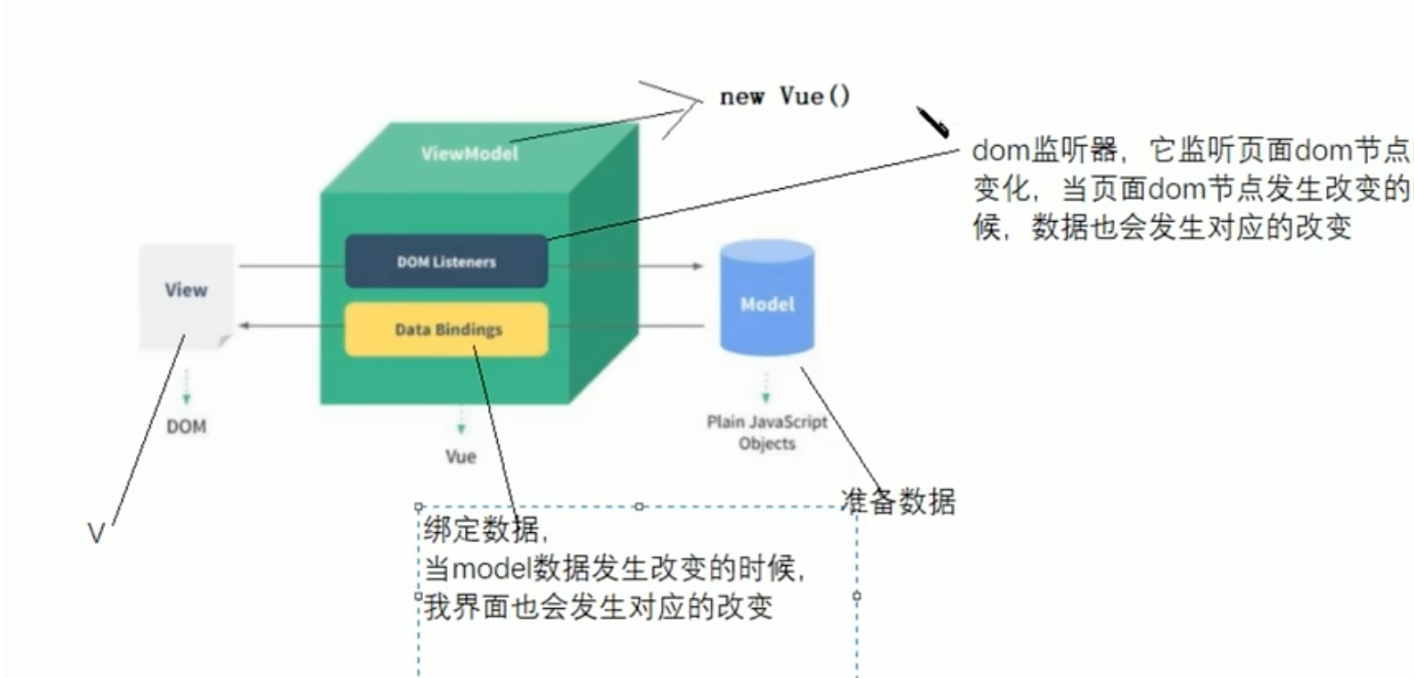 new Vue()
ViewModel
dom监听器，它监听页面dom节点
变化，当页面dom节点发生改变的
候，数据也会发生对应的改变
DOM Listeners
View
Model
Data Bindings
DOM
Plain JavaScript
Objects
Vue
准备数据
V
绑定数据，
当model数据发生改变的时候，
我界面也会发生对应的改变